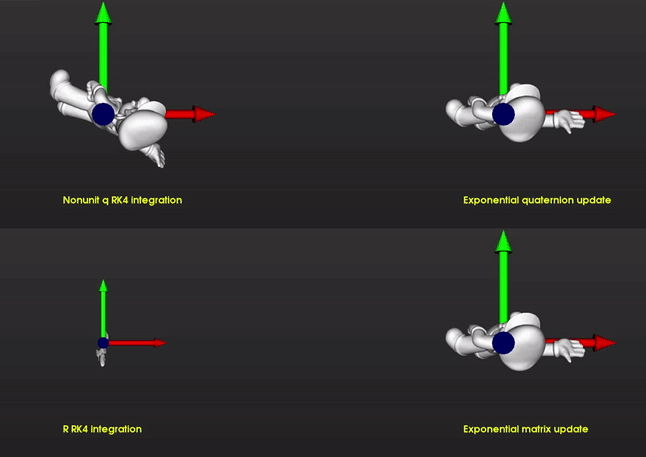 Nonunit q RK4 integration
Exponential quaternion update
R RK4 integration
Exponential matrix update